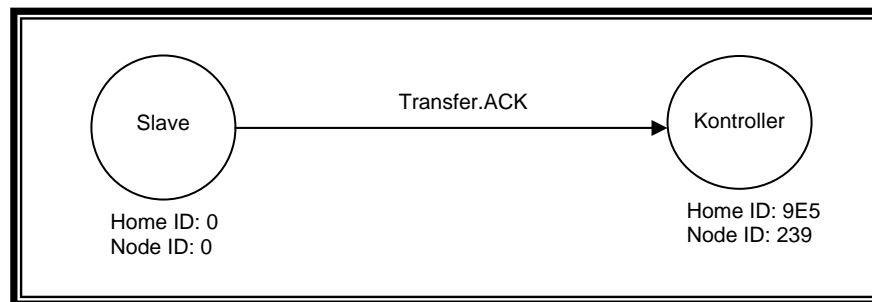 Transfer.ACK
Slave
Kontroller
Home ID: 0
Node ID: 0
Home ID: 9E5
Node ID: 239